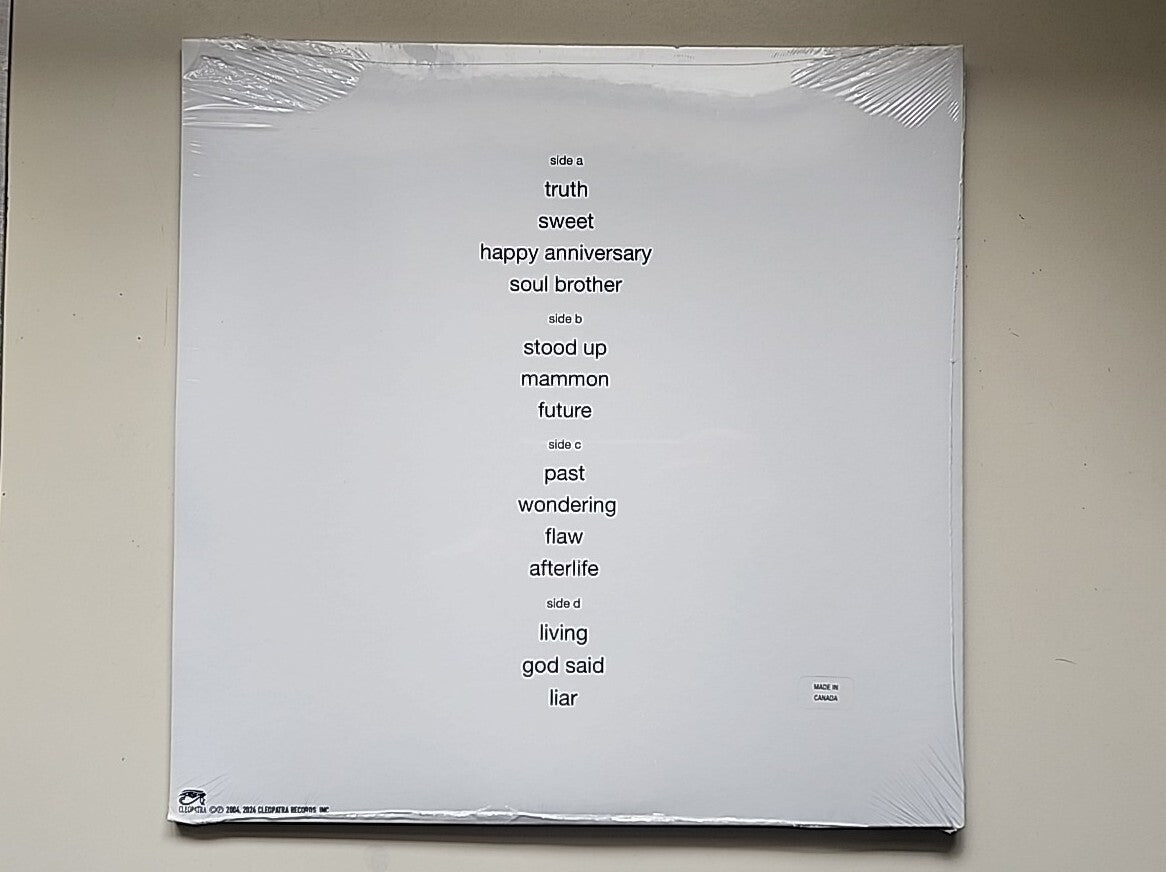 side a
truth
sweet
happy anniversary
soul brother
side b
stood up
mammon
future
side c
past
wondering
flaw
afterlife
side d
living
god said
liar
MADE IN
CANADA
CLEOPATRA ©℗ 2004, 2024 CLEOPATRA RECORDS, INC